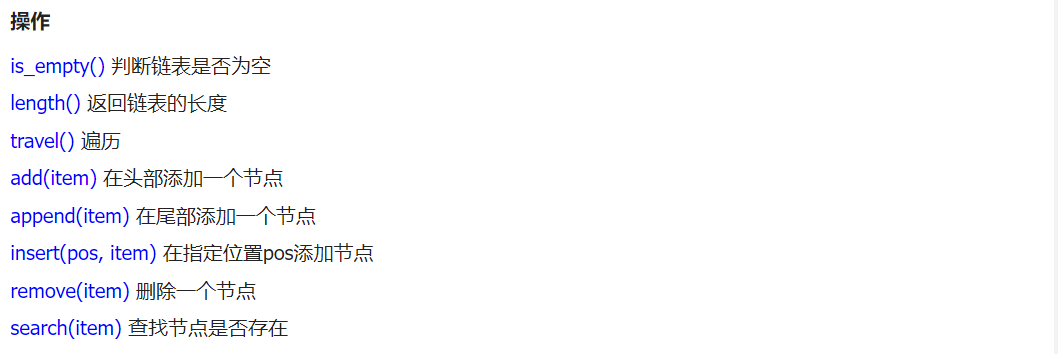 操作
is_empty() 判断链表是否为空
length() 返回链表的长度
travel() 遍历
add(item) 在头部添加一个节点
append(item) 在尾部添加一个节点
insert(pos, item) 在指定位置pos添加节点
remove(item) 删除一个节点
search(item) 查找节点是否存在